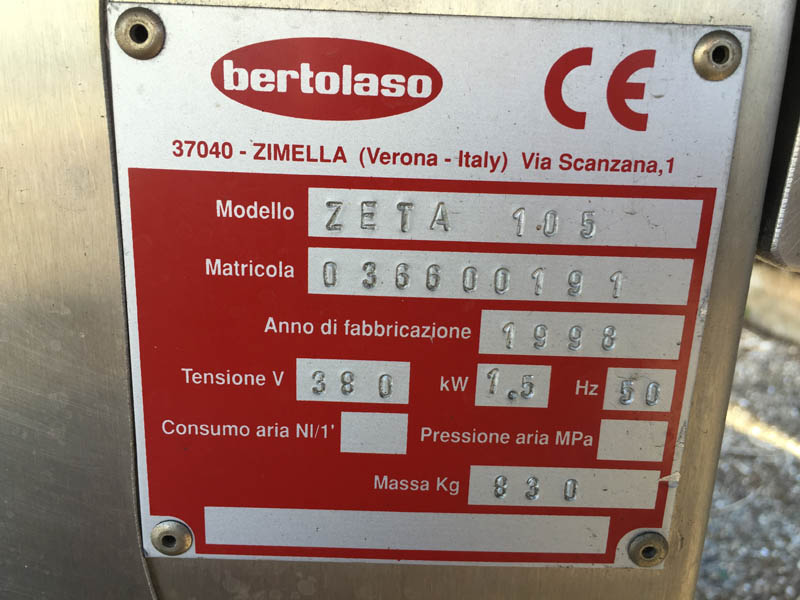 bertolaso CE
37040 - ZIMELLA (Verona - Italy) Via Scanzana,1
Modello ZETA 105
Matricola 036600191
Anno di fabbricazione 1998
Tensione V 380 kW 1.5 Hz 50
Consumo aria Nl/1' Pressione aria MPa
Massa Kg 830